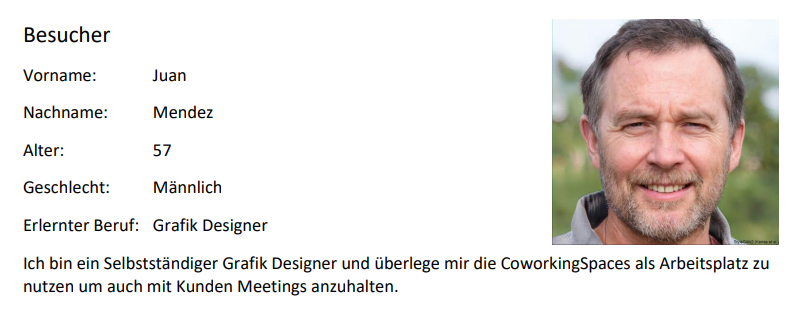 Besucher
Vorname: Juan
Nachname: Mendez
Alter: 57
Geschlecht: Männlich
Erlernter Beruf: Grafik Designer
Ich bin ein Selbstständiger Grafik Designer und überlege mir die CoworkingSpaces als Arbeitsplatz zu
nutzen um auch mit Kunden Meetings anzuhalten.